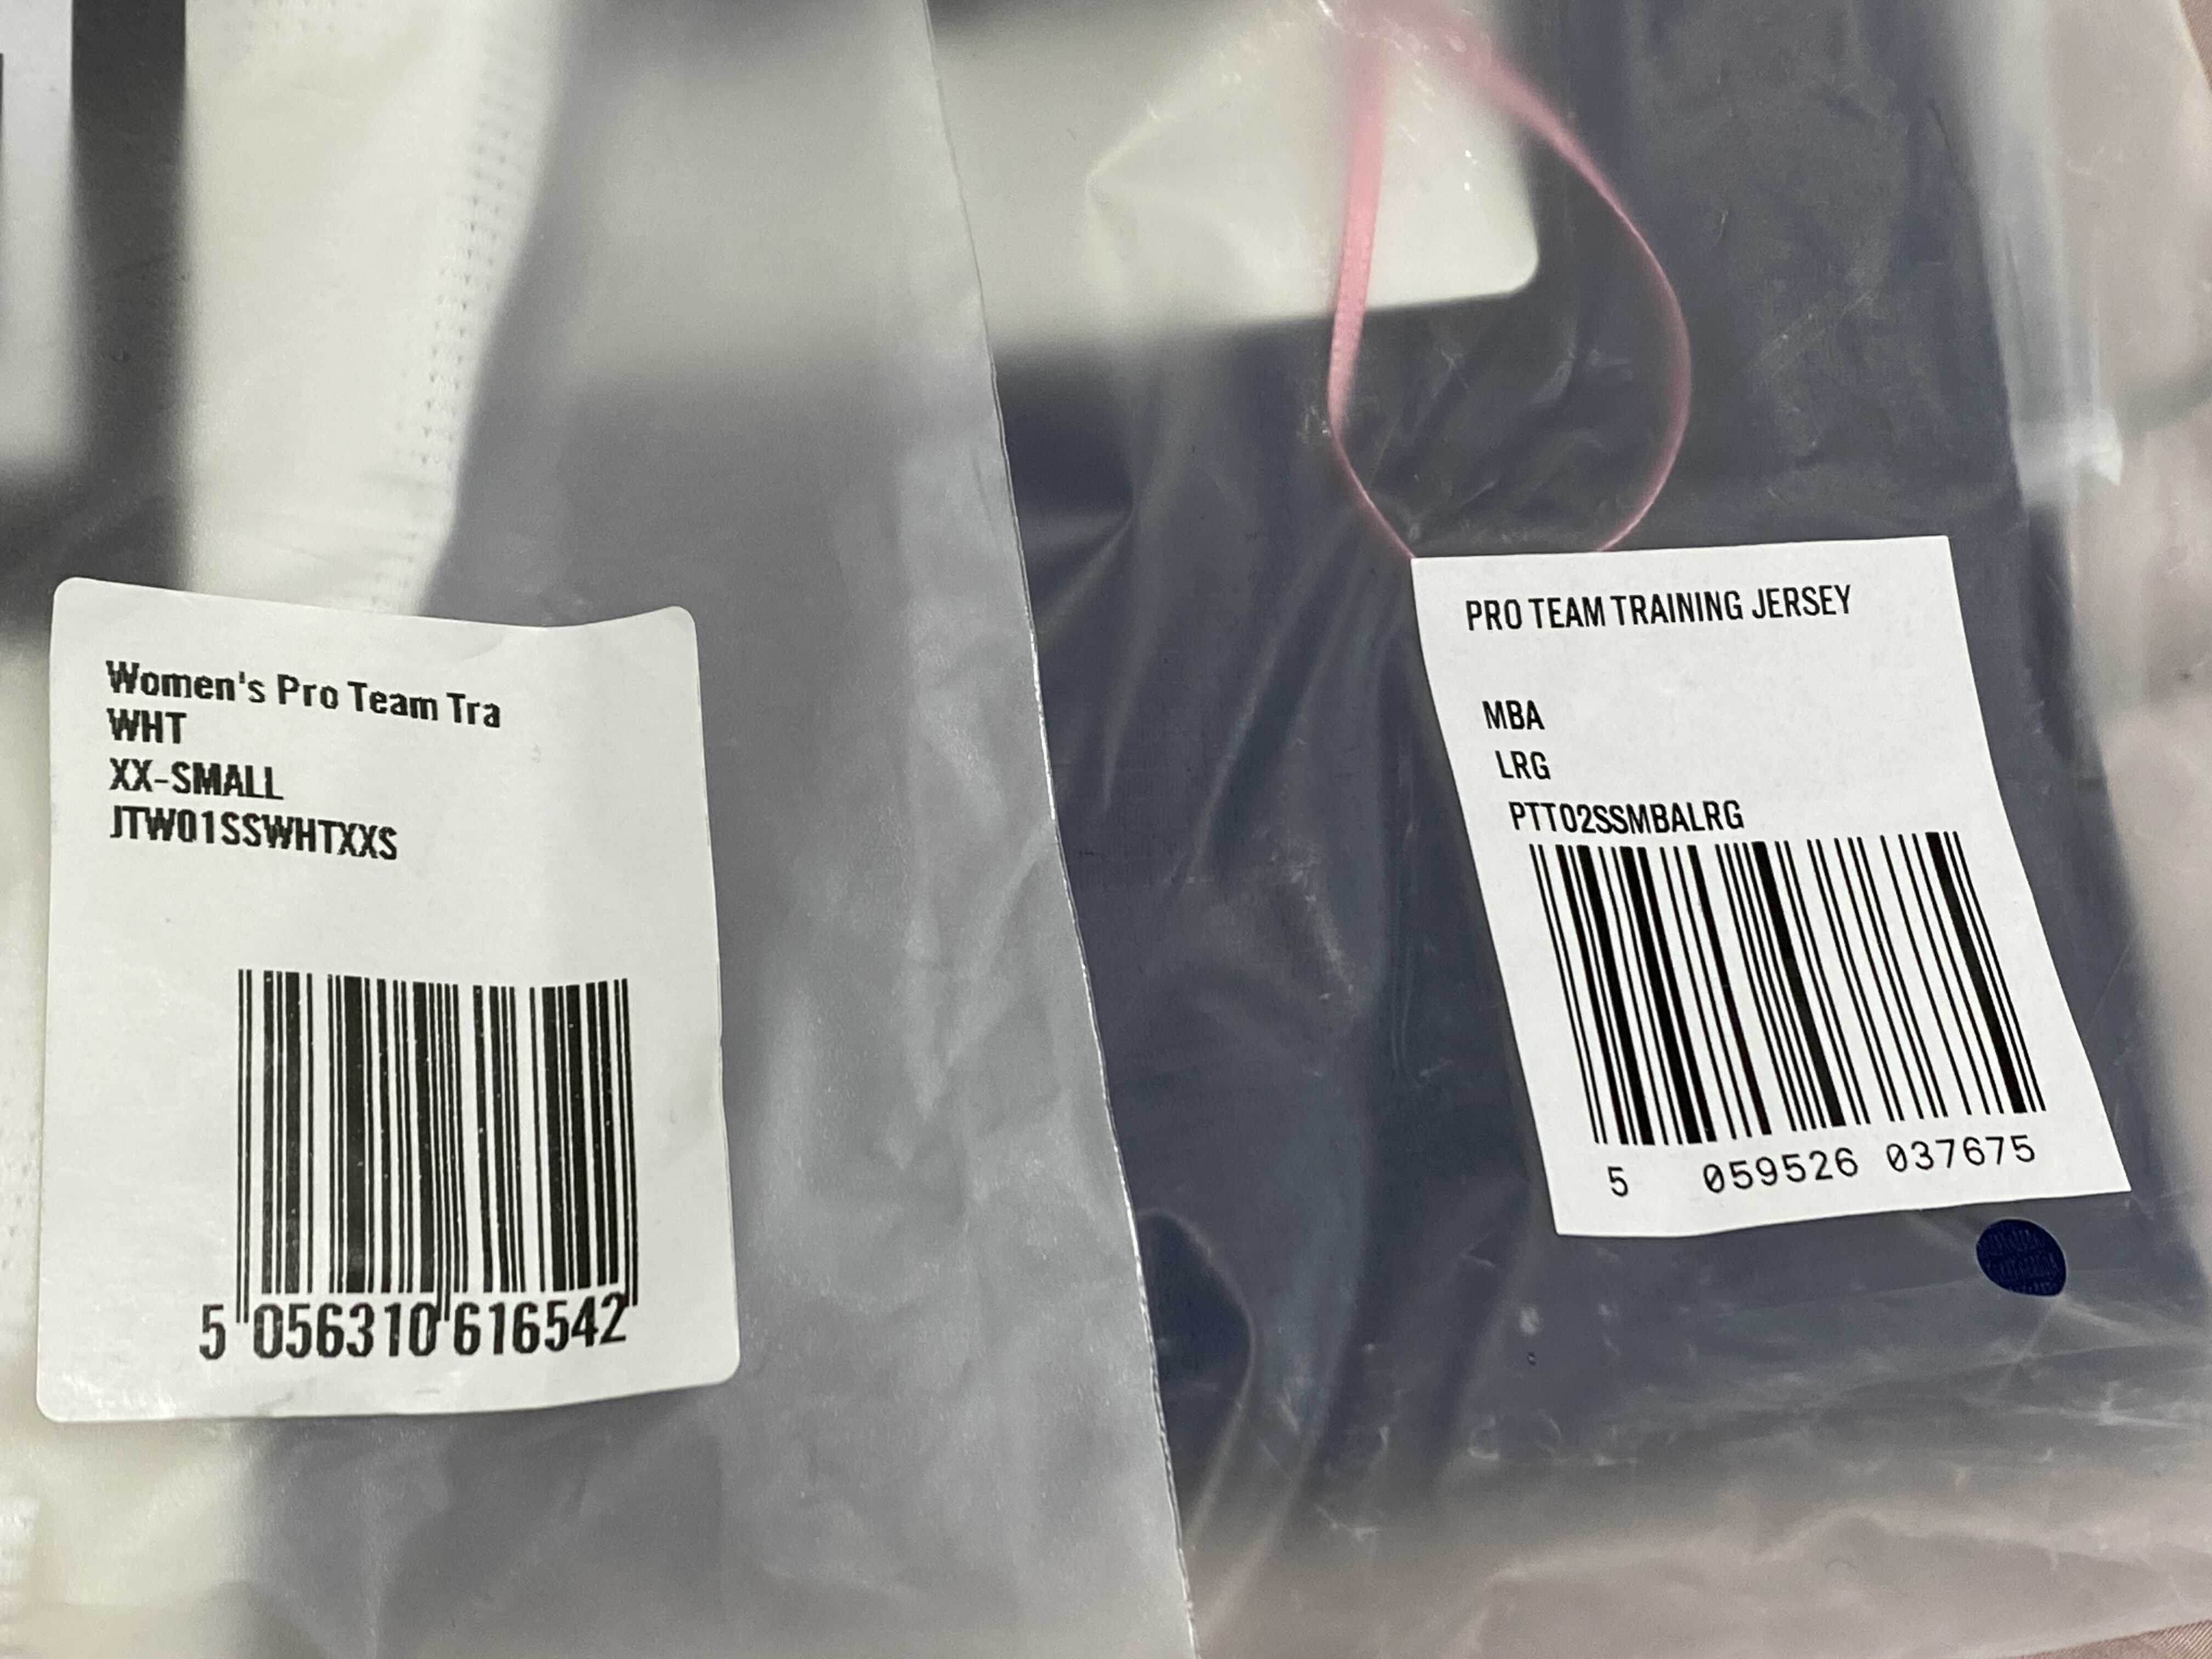 Women's Pro Team Tra
WHT
XX-SMALL
JTW01SSWHTXXS
5 056310 616542
PRO TEAM TRAINING JERSEY
MBA
LRG
PTT02SSMBALRG
5 059526 037675